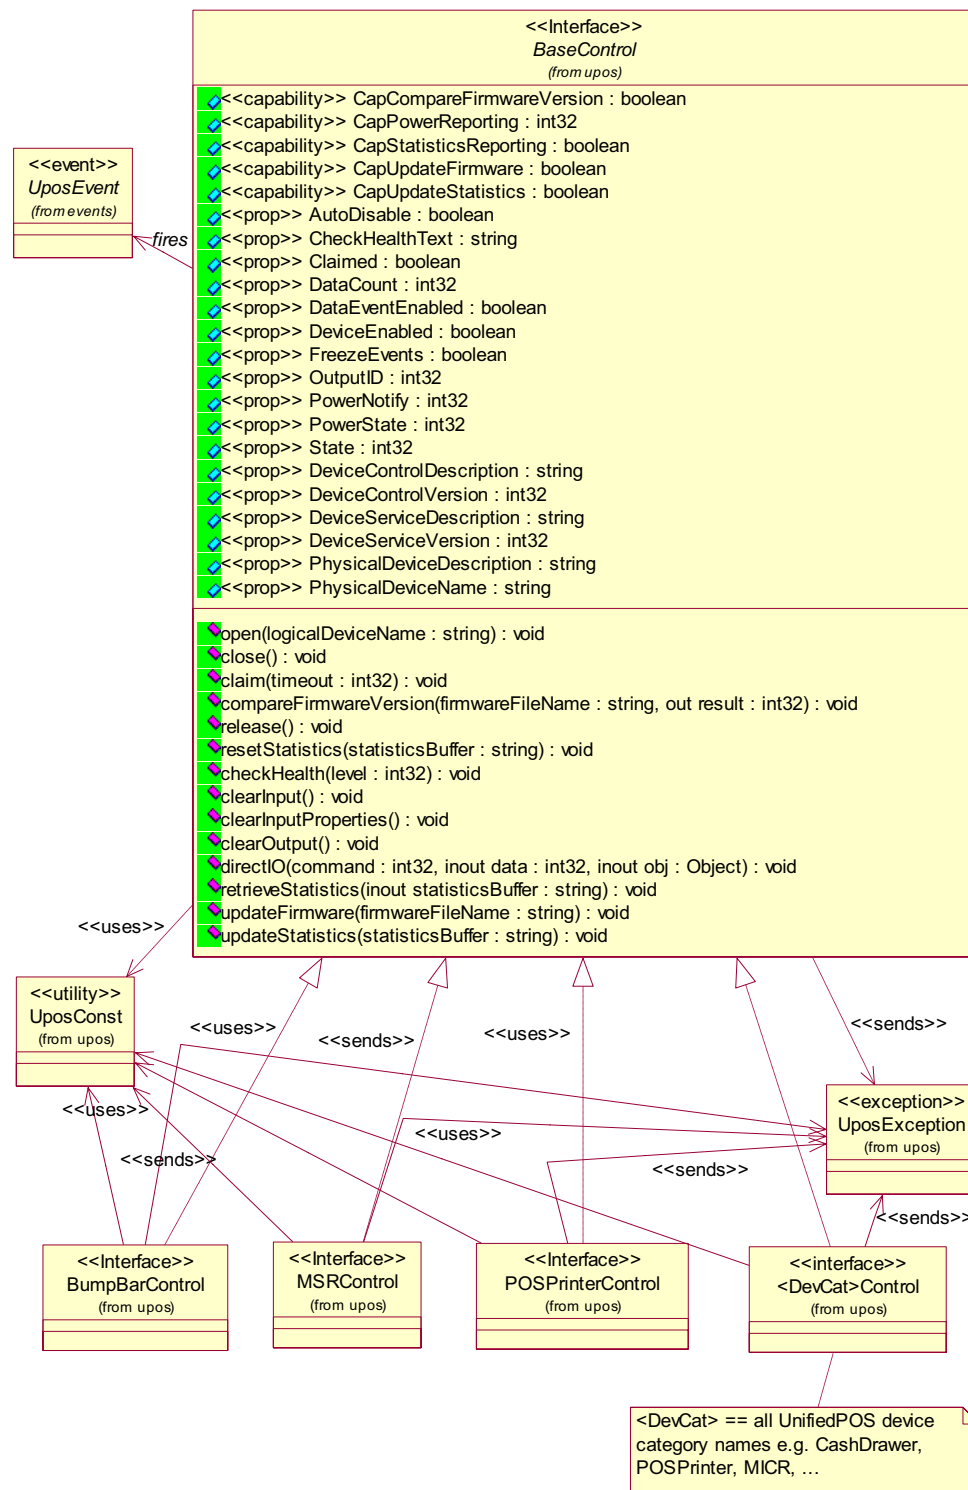 <<Interface>>
BaseControl
(from upos)
<<capability>> CapCompareFirmwareVersion : boolean
<<capability>> CapPowerReporting : int32
<<capability>> CapStatisticsReporting : boolean
<<capability>> CapUpdateFirmware : boolean
<<capability>> CapUpdateStatistics : boolean
<<prop>> AutoDisable : boolean
<<prop>> CheckHealthText : string
<<prop>> Claimed : boolean
<<prop>> DataCount : int32
<<prop>> DataEventEnabled : boolean
<<prop>> DeviceEnabled : boolean
<<prop>> FreezeEvents : boolean
<<prop>> OutputID : int32
<<prop>> PowerNotify : int32
<<prop>> PowerState : int32
<<prop>> State : int32
<<prop>> DeviceControlDescription : string
<<prop>> DeviceControlVersion : int32
<<prop>> DeviceServiceDescription : string
<<prop>> DeviceServiceVersion : int32
<<prop>> PhysicalDeviceDescription : string
<<prop>> PhysicalDeviceName : string
open(logicalDeviceName : string) : void
close() : void
claim(timeout : int32) : void
compareFirmwareVersion(firmwareFileName : string, out result : int32) : void
release() : void
resetStatistics(statisticsBuffer : string) : void
checkHealth(level : int32) : void
clearInput() : void
clearInputProperties() : void
clearOutput() : void
directIO(command : int32, inout data : int32, inout obj : Object) : void
retrieveStatistics(inout statisticsBuffer : string) : void
updateFirmware(firmwareFileName : string) : void
updateStatistics(statisticsBuffer : string) : void
<<event>>
UposEvent
(from events)
fires
<<uses>>
<<utility>>
UposConst
(from upos)
<<uses>>
<<sends>>
<<uses>>
<<sends>>
<<exception>>
UposException
(from upos)
<<uses>>
<<uses>>
<<sends>>
<<sends>>
<<sends>>
<<Interface>>
BumpBarControl
(from upos)
<<Interface>>
MSRControl
(from upos)
<<Interface>>
POSPrinterControl
(from upos)
<<interface>>
<DevCat>Control
(from upos)
<DevCat> == all UnifiedPOS device
category names e.g. CashDrawer,
POSPrinter, MICR, ...